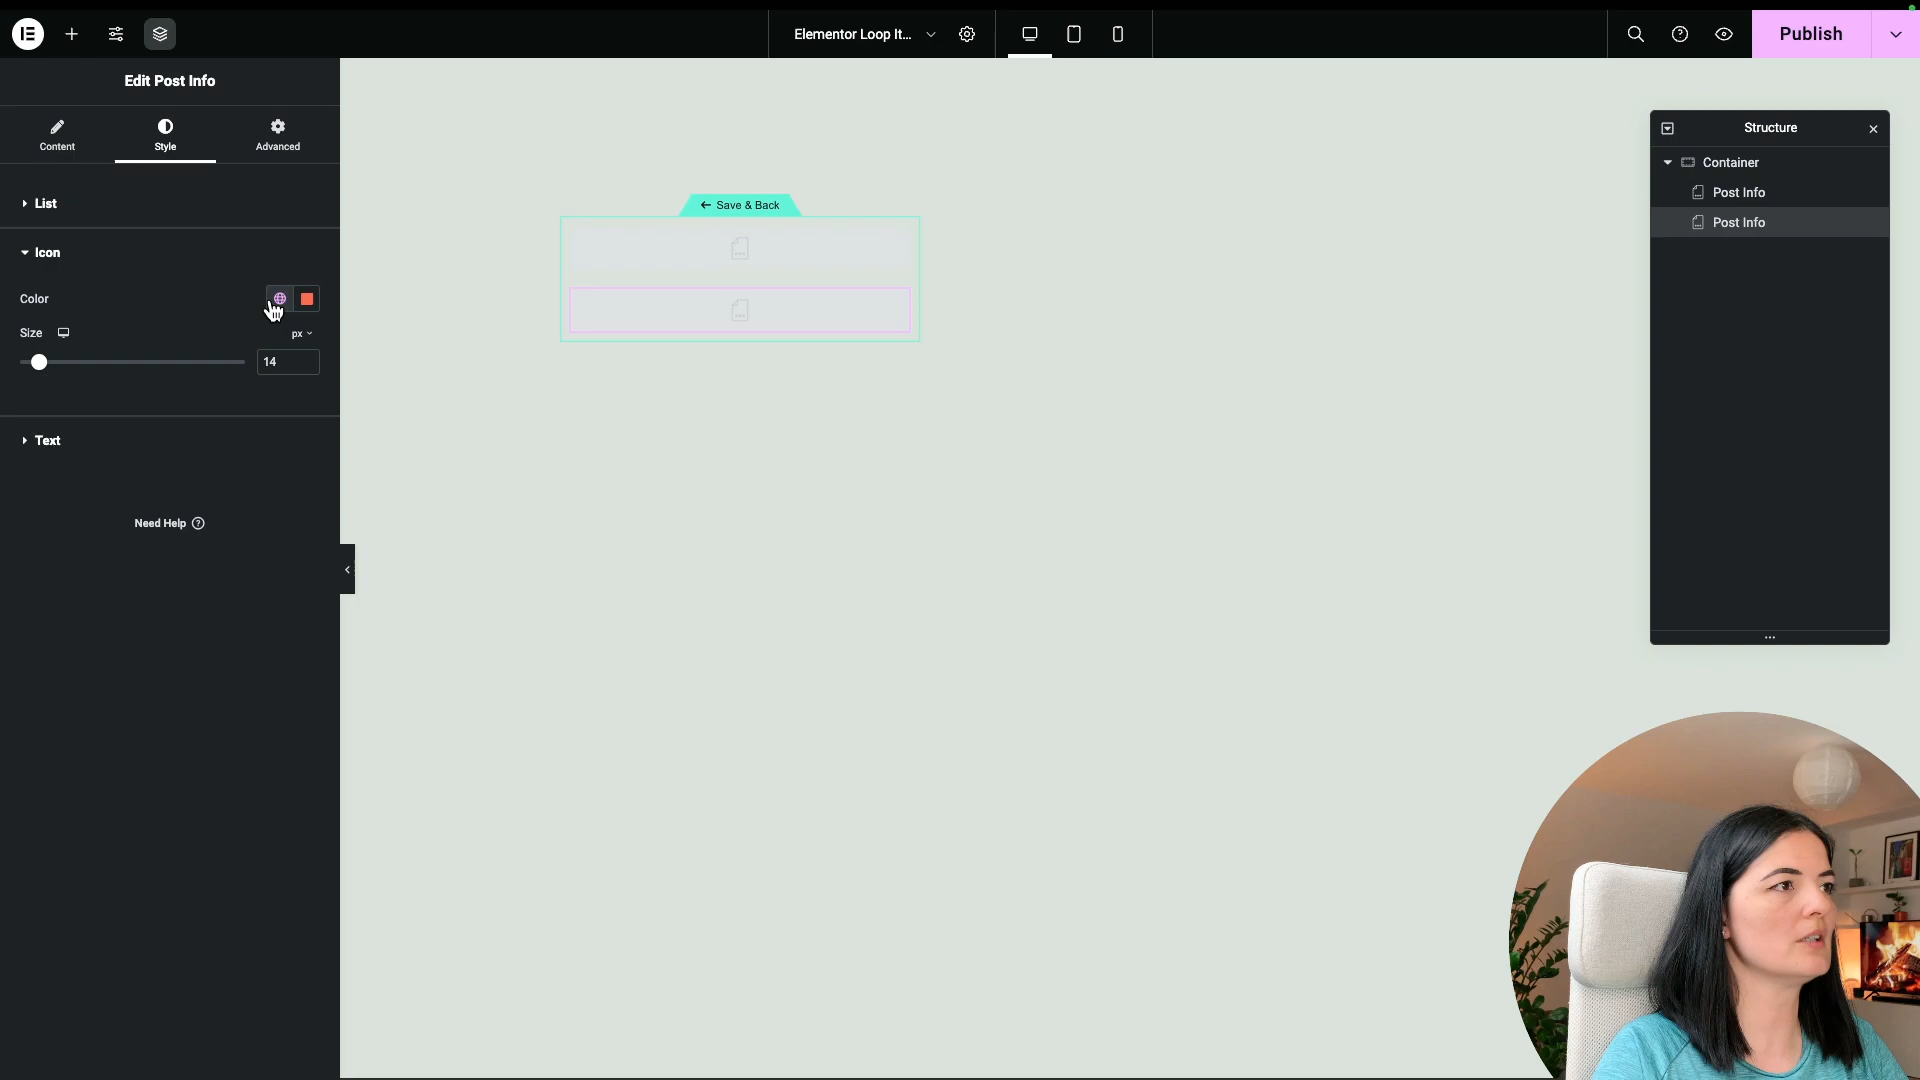 Elementor Loop It...
Publish
Edit Post Info
Content
Style
Advanced
List
Icon
Color
Size
px
14
Text
Need Help
Save & Back
Structure
Container
Post Info
Post Info